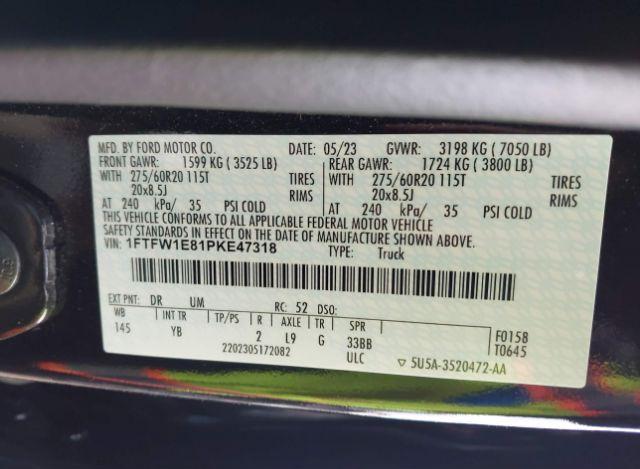 MFD. BY FORD MOTOR CO. DATE: 05/23 GVWR: 3198 KG ( 7050 LB)
FRONT GAWR: 1599 KG ( 3525 LB) REAR GAWR: 1724 KG ( 3800 LB)
WITH 275/60R20 115T TIRES WITH 275/60R20 115T TIRES
20x8.5J RIMS 20x8.5J RIMS
AT 240 kPa/ 35 PSI COLD AT 240 kPa/ 35 PSI COLD
THIS VEHICLE CONFORMS TO ALL APPLICABLE FEDERAL MOTOR VEHICLE
SAFETY STANDARDS IN EFFECT ON THE DATE OF MANUFACTURE SHOWN ABOVE.
VIN: 1FTFW1E81PKE47318 TYPE: Truck
EXT PNT: DR UM RC: 52 DSO:
WB INT TR TP/PS R AXLE TR SPR F0158
145 YB 2 L9 G 33BB T0645
2202305172082 ULC ▽ 5U5A-3520472-AA